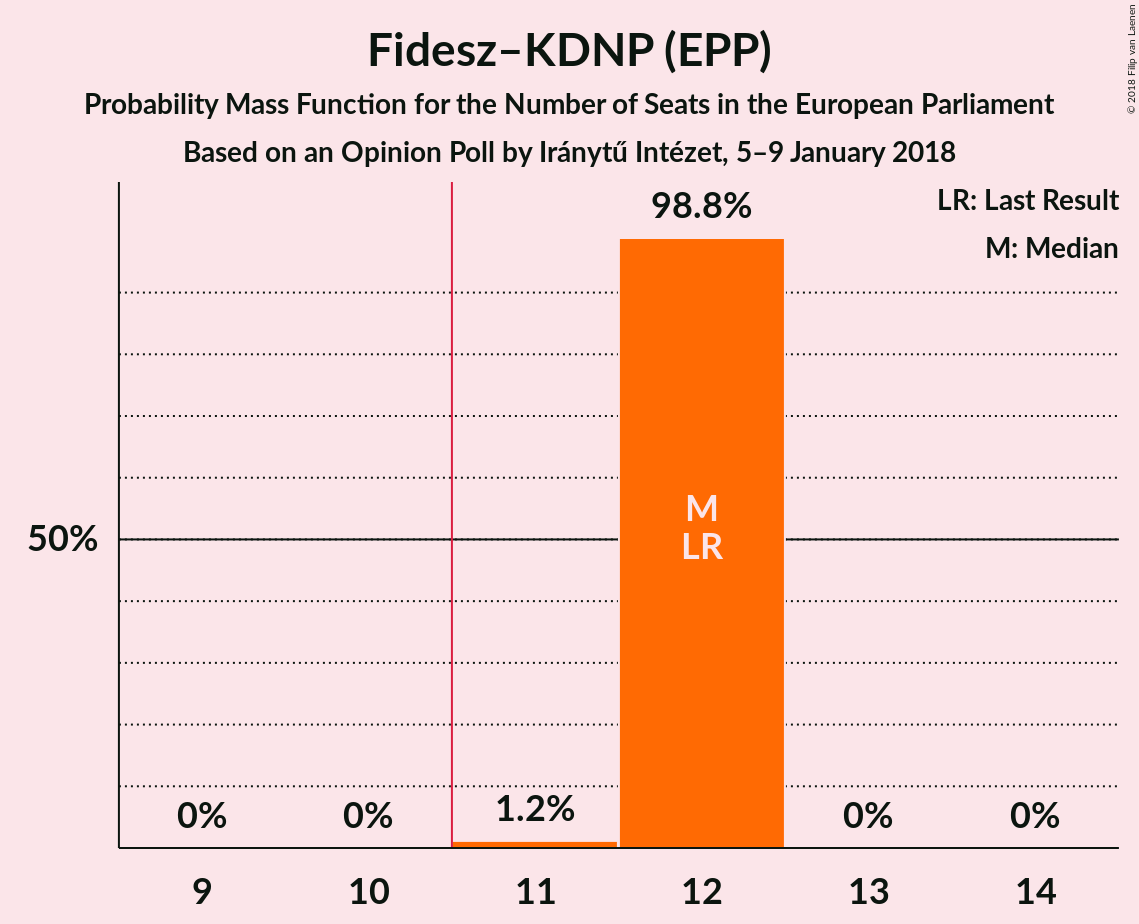 Fidesz–KDNP (EPP)
Probability Mass Function for the Number of Seats in the European Parliament
Based on an Opinion Poll by Iránytű Intézet, 5–9 January 2018
© 2018 Filip van Laenen
LR: Last Result
M: Median
98.8%
M
LR
50%
0%
0%
1.2%
0%
0%
9
10
11
12
13
14